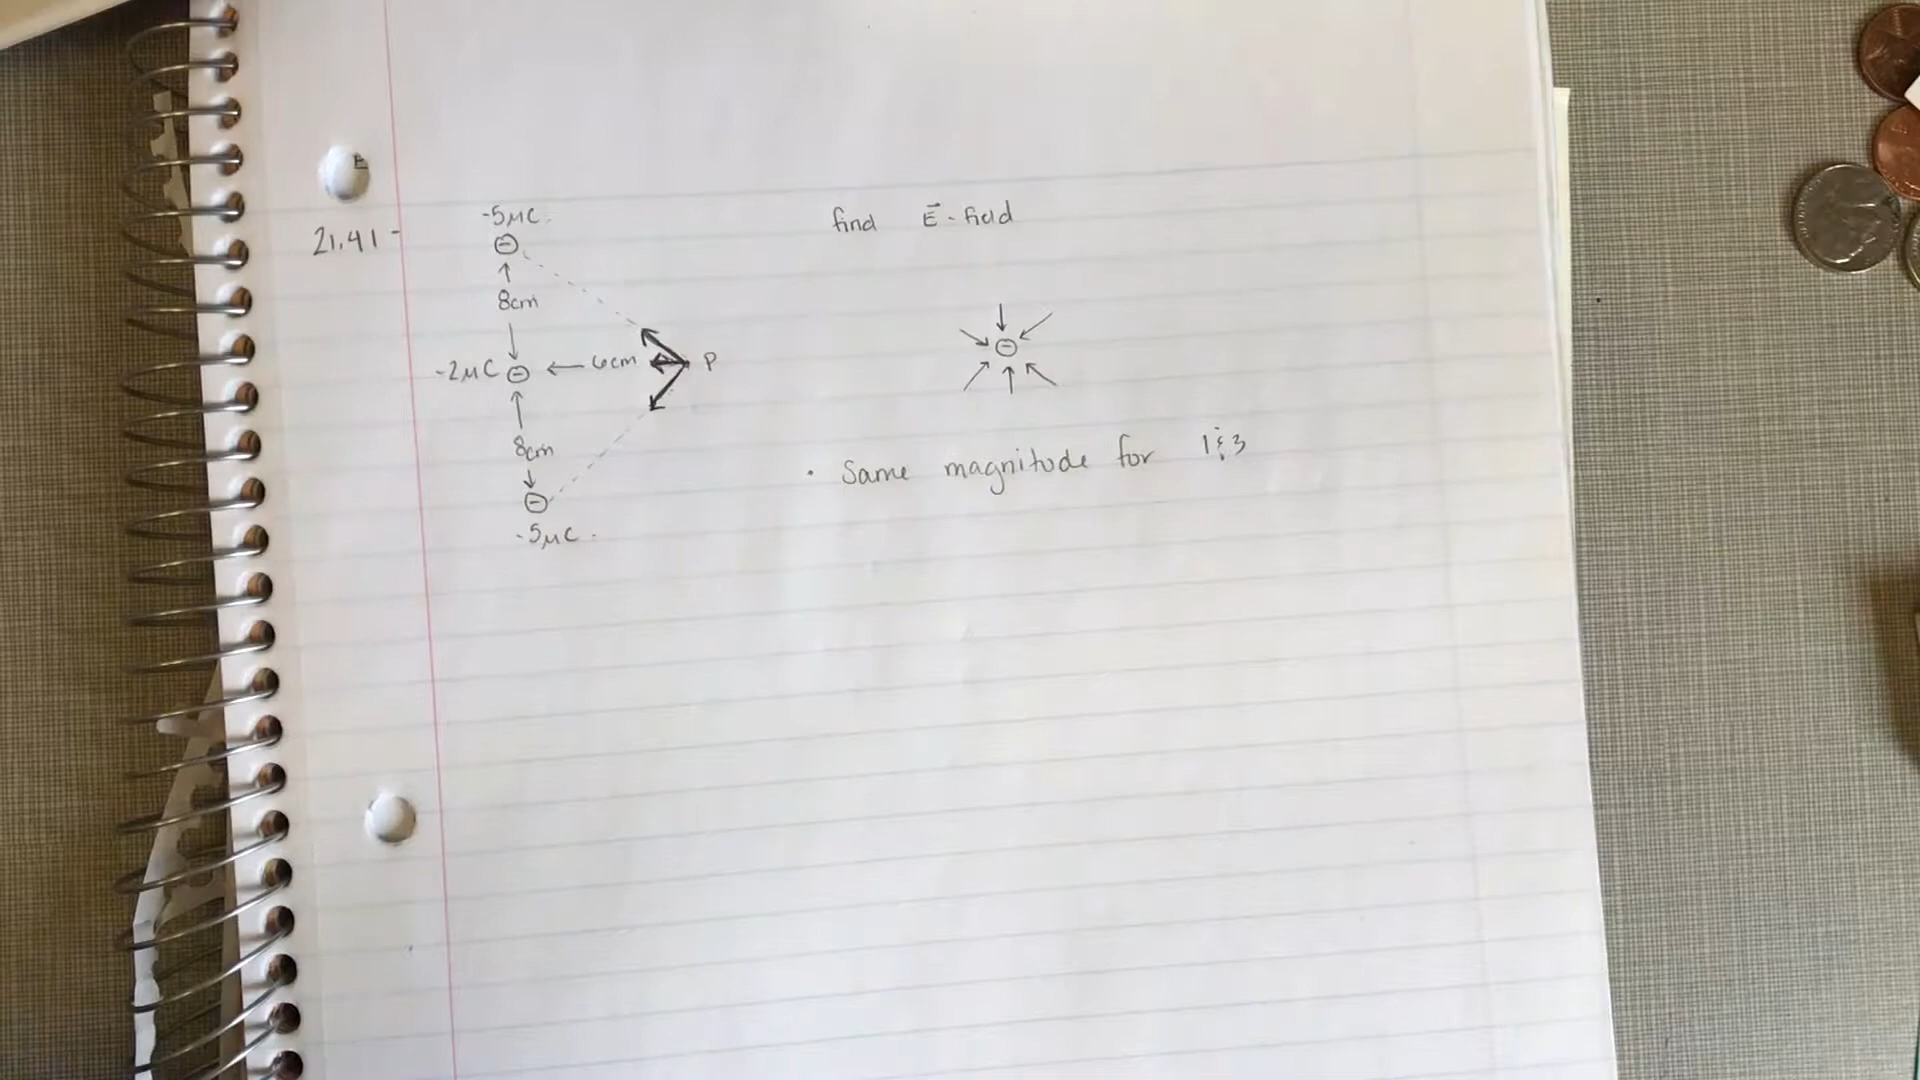 21.41 -
-5μC.
8cm
-2μC
6cm
P
8cm
-5μC.
find E⃗-field
• Same magnitude for 1 & 3